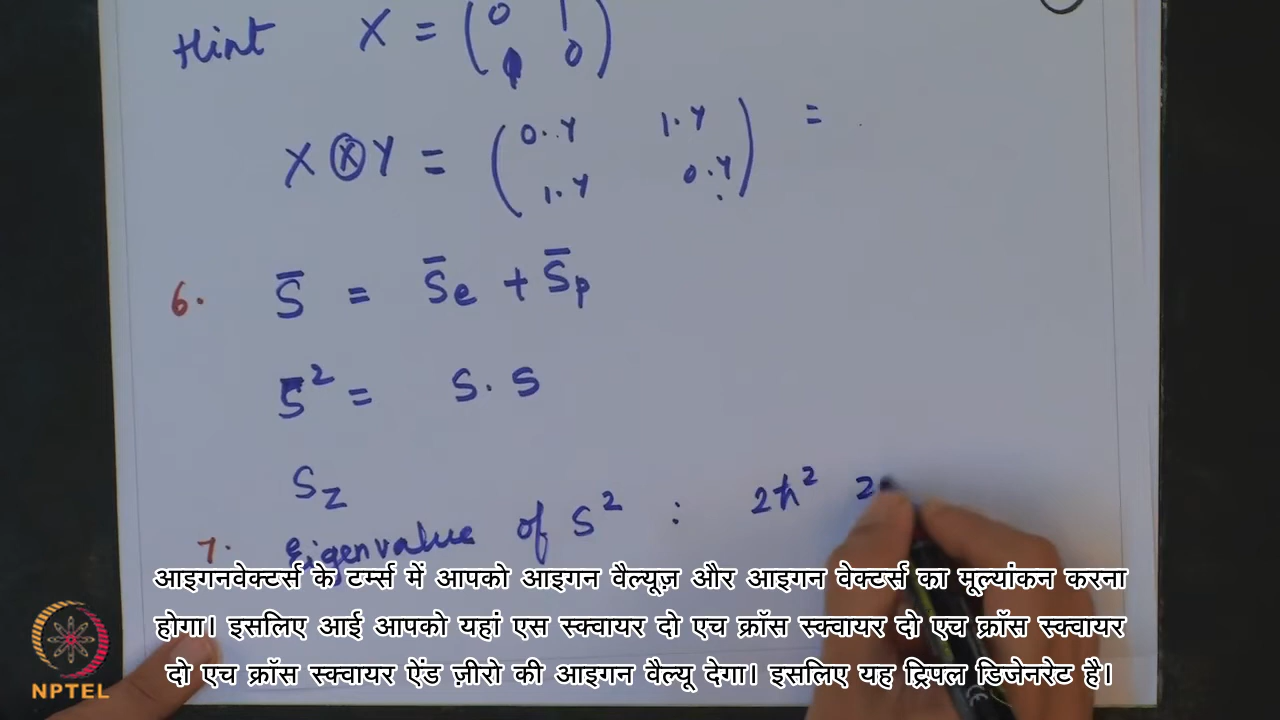 Hint X = ( 0 1
1 0 )
X ⊗ Y = ( 0.Y 1.Y
1.Y 0.Y ) =
6. S̅ = S̅e + S̅p
S̅² = S . S
Sz
7. Eigenvalue of S² : 2ħ² 2
आइगनवेक्टर्स के टर्म्स में आपको आइगन वैल्यूज़ और आइगन वेक्टर्स का मूल्यांकन करना
होगा। इसलिए आई आपको यहां एस स्क्वायर दो एच क्रॉस स्क्वायर दो एच क्रॉस स्क्वायर
दो एच क्रॉस स्क्वायर ऐंड ज़ीरो की आइगन वैल्यू देगा। इसलिए यह ट्रिपल डिजेनरेट है।
NPTEL